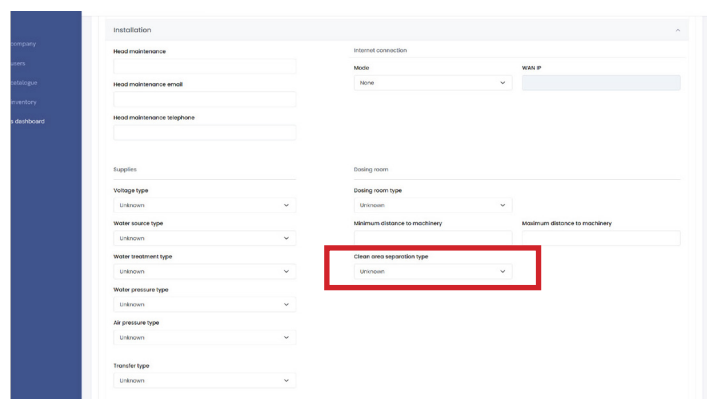 Installation
company
users
catalogue
inventory
s dashboard
Head maintenance
Head maintenance email
Head maintenance telephone
Internet connection
Mode
WAN IP
None
Supplies
Voltage type
Unknown
Water source type
Unknown
Water treatment type
Unknown
Water pressure type
Unknown
Air pressure type
Unknown
Transfer type
Unknown
Dosing room
Dosing room type
Unknown
Minimum distance to machinery
Maximum distance to machinery
Clean area separation type
Unknown